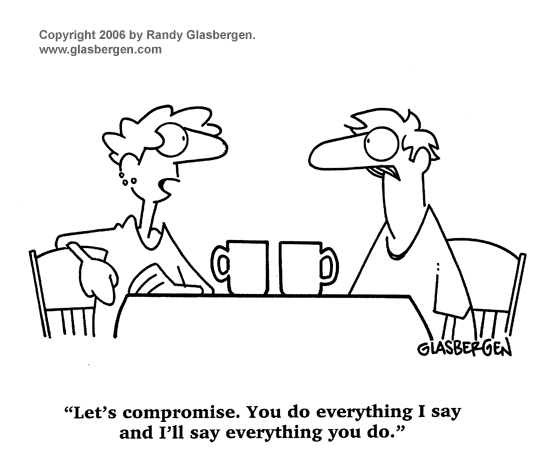 Copyright 2006 by Randy Glasbergen.
www.glasbergen.com
GLASBERGEN
“Let’s compromise. You do everything I say
and I’ll say everything you do.”